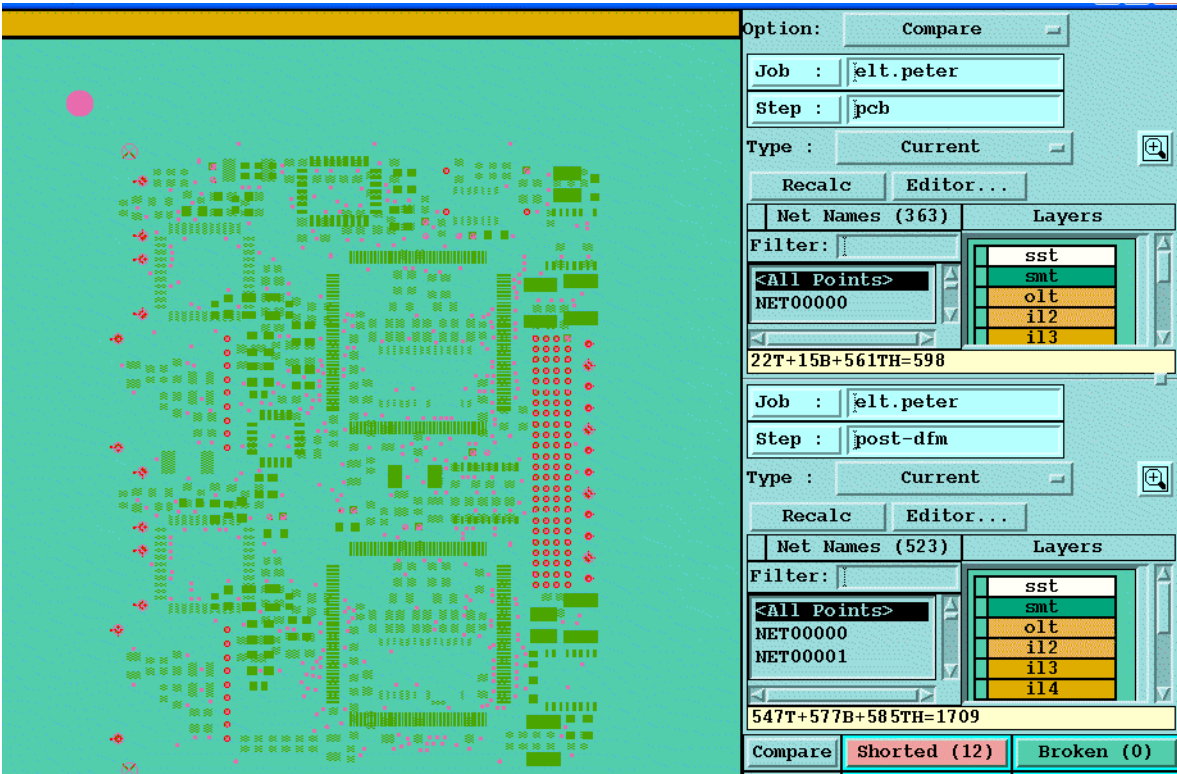 Option: Compare
Job : elt.peter
Step : pcb
Type : Current
Recalc Editor...
Net Names (363) Layers
Filter:
sst
<All Points> smt
NET00000 olt
il2
il3
22T+15B+561TH=598
Job : elt.peter
Step : post-dfm
Type : Current
Recalc Editor...
Net Names (523) Layers
Filter:
sst
<All Points> smt
NET00000 olt
NET00001 il2
il3
il4
547T+577B+585TH=1709
Compare Shorted (12) Broken (0)